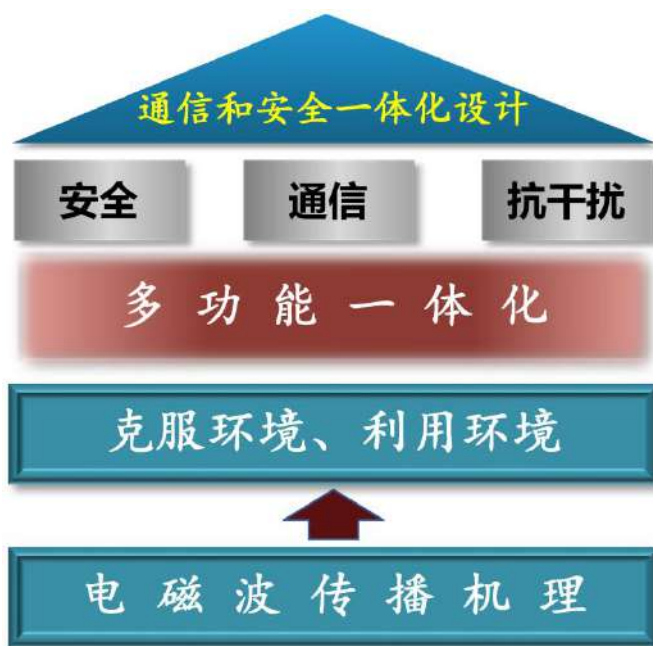 通信和安全一体化设计
安全 通信 抗干扰
多功能一体化
克服环境、利用环境
电磁波传播机理